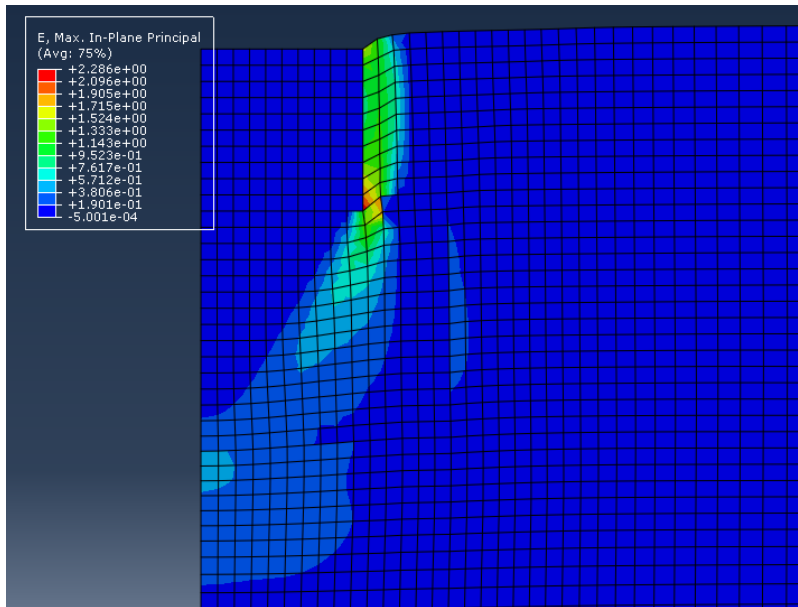 E, Max. In-Plane Principal
(Avg: 75%)
+2.286e+00
+2.096e+00
+1.905e+00
+1.715e+00
+1.524e+00
+1.333e+00
+1.143e+00
+9.523e-01
+7.617e-01
+5.712e-01
+3.806e-01
+1.901e-01
-5.001e-04